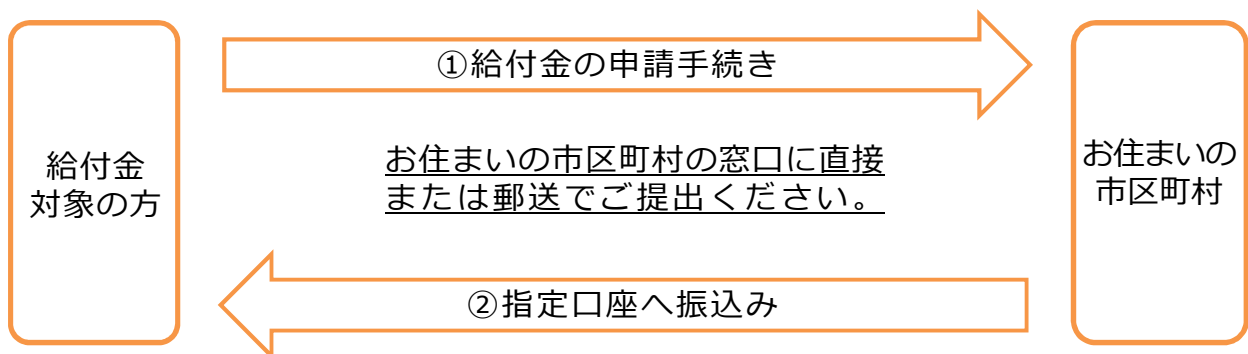 ①給付金の申請手続き
給付金
対象の方
お住まいの市区町村の窓口に直接
または郵送でご提出ください。
お住まいの
市区町村
②指定口座へ振込み